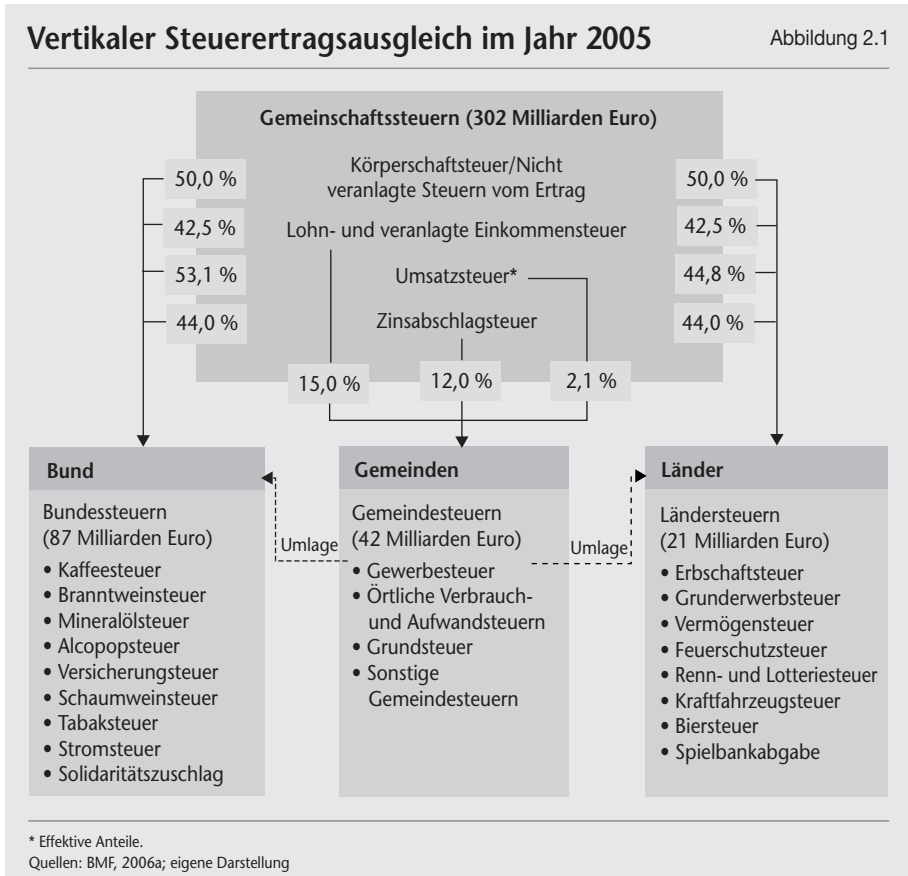 Vertikaler Steuerertragsausgleich im Jahr 2005
Abbildung 2.1
Gemeinschaftssteuern (302 Milliarden Euro)
Körperschaftsteuer/Nicht
veranlagte Steuern vom Ertrag
50,0 %
50,0 %
42,5 %
Lohn- und veranlagte Einkommensteuer
42,5 %
53,1 %
Umsatzsteuer*
44,8 %
44,0 %
Zinsabschlagsteuer
44,0 %
15,0 %
12,0 %
2,1 %
Bund
Bundessteuern
(87 Milliarden Euro)
• Kaffeesteuer
• Branntweinsteuer
• Mineralölsteuer
• Alcopopsteuer
• Versicherungsteuer
• Schaumweinsteuer
• Tabaksteuer
• Stromsteuer
• Solidaritätszuschlag
Umlage
Gemeinden
Gemeindesteuern
(42 Milliarden Euro)
• Gewerbesteuer
• Örtliche Verbrauch-
und Aufwandsteuern
• Grundsteuer
• Sonstige
Gemeindesteuern
Umlage
Länder
Ländersteuern
(21 Milliarden Euro)
• Erbschaftsteuer
• Grunderwerbsteuer
• Vermögensteuer
• Feuerschutzsteuer
• Renn- und Lotteriesteuer
• Kraftfahrzeugsteuer
• Biersteuer
• Spielbankabgabe
* Effektive Anteile.
Quellen: BMF, 2006a; eigene Darstellung